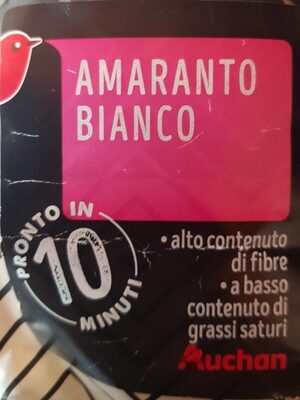 AMARANTO
BIANCO
PRONTO IN
10
MINUTI
• alto contenuto
di fibre
• a basso
contenuto di
grassi saturi
Auchan